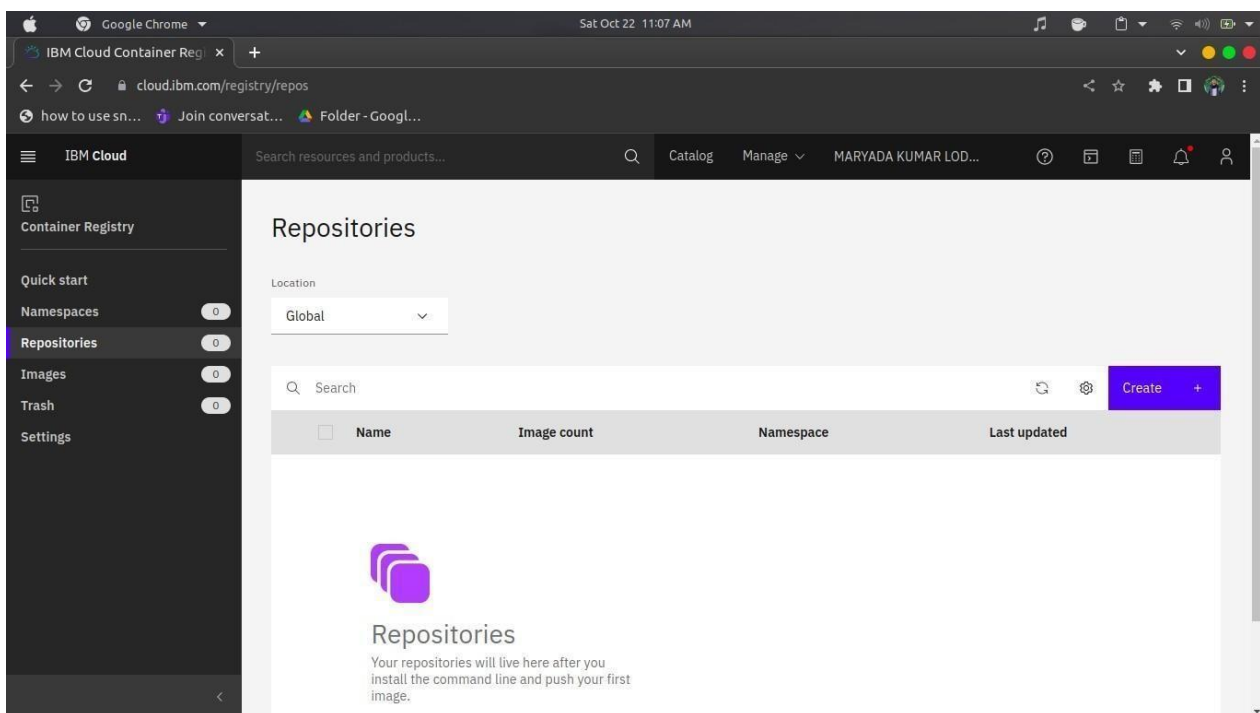 Google Chrome
Sat Oct 22 11:07 AM
IBM Cloud Container Regi
cloud.ibm.com/registry/repos
how to use sn...
Join conversat...
Folder - Googl...
IBM Cloud
Search resources and products...
Catalog
Manage
MARYADA KUMAR LOD...
Container Registry
Quick start
Namespaces 0
Repositories 0
Images 0
Trash 0
Settings
Repositories
Location
Global
Search
Create +
Name Image count Namespace Last updated
Repositories
Your repositories will live here after you
install the command line and push your first
image.